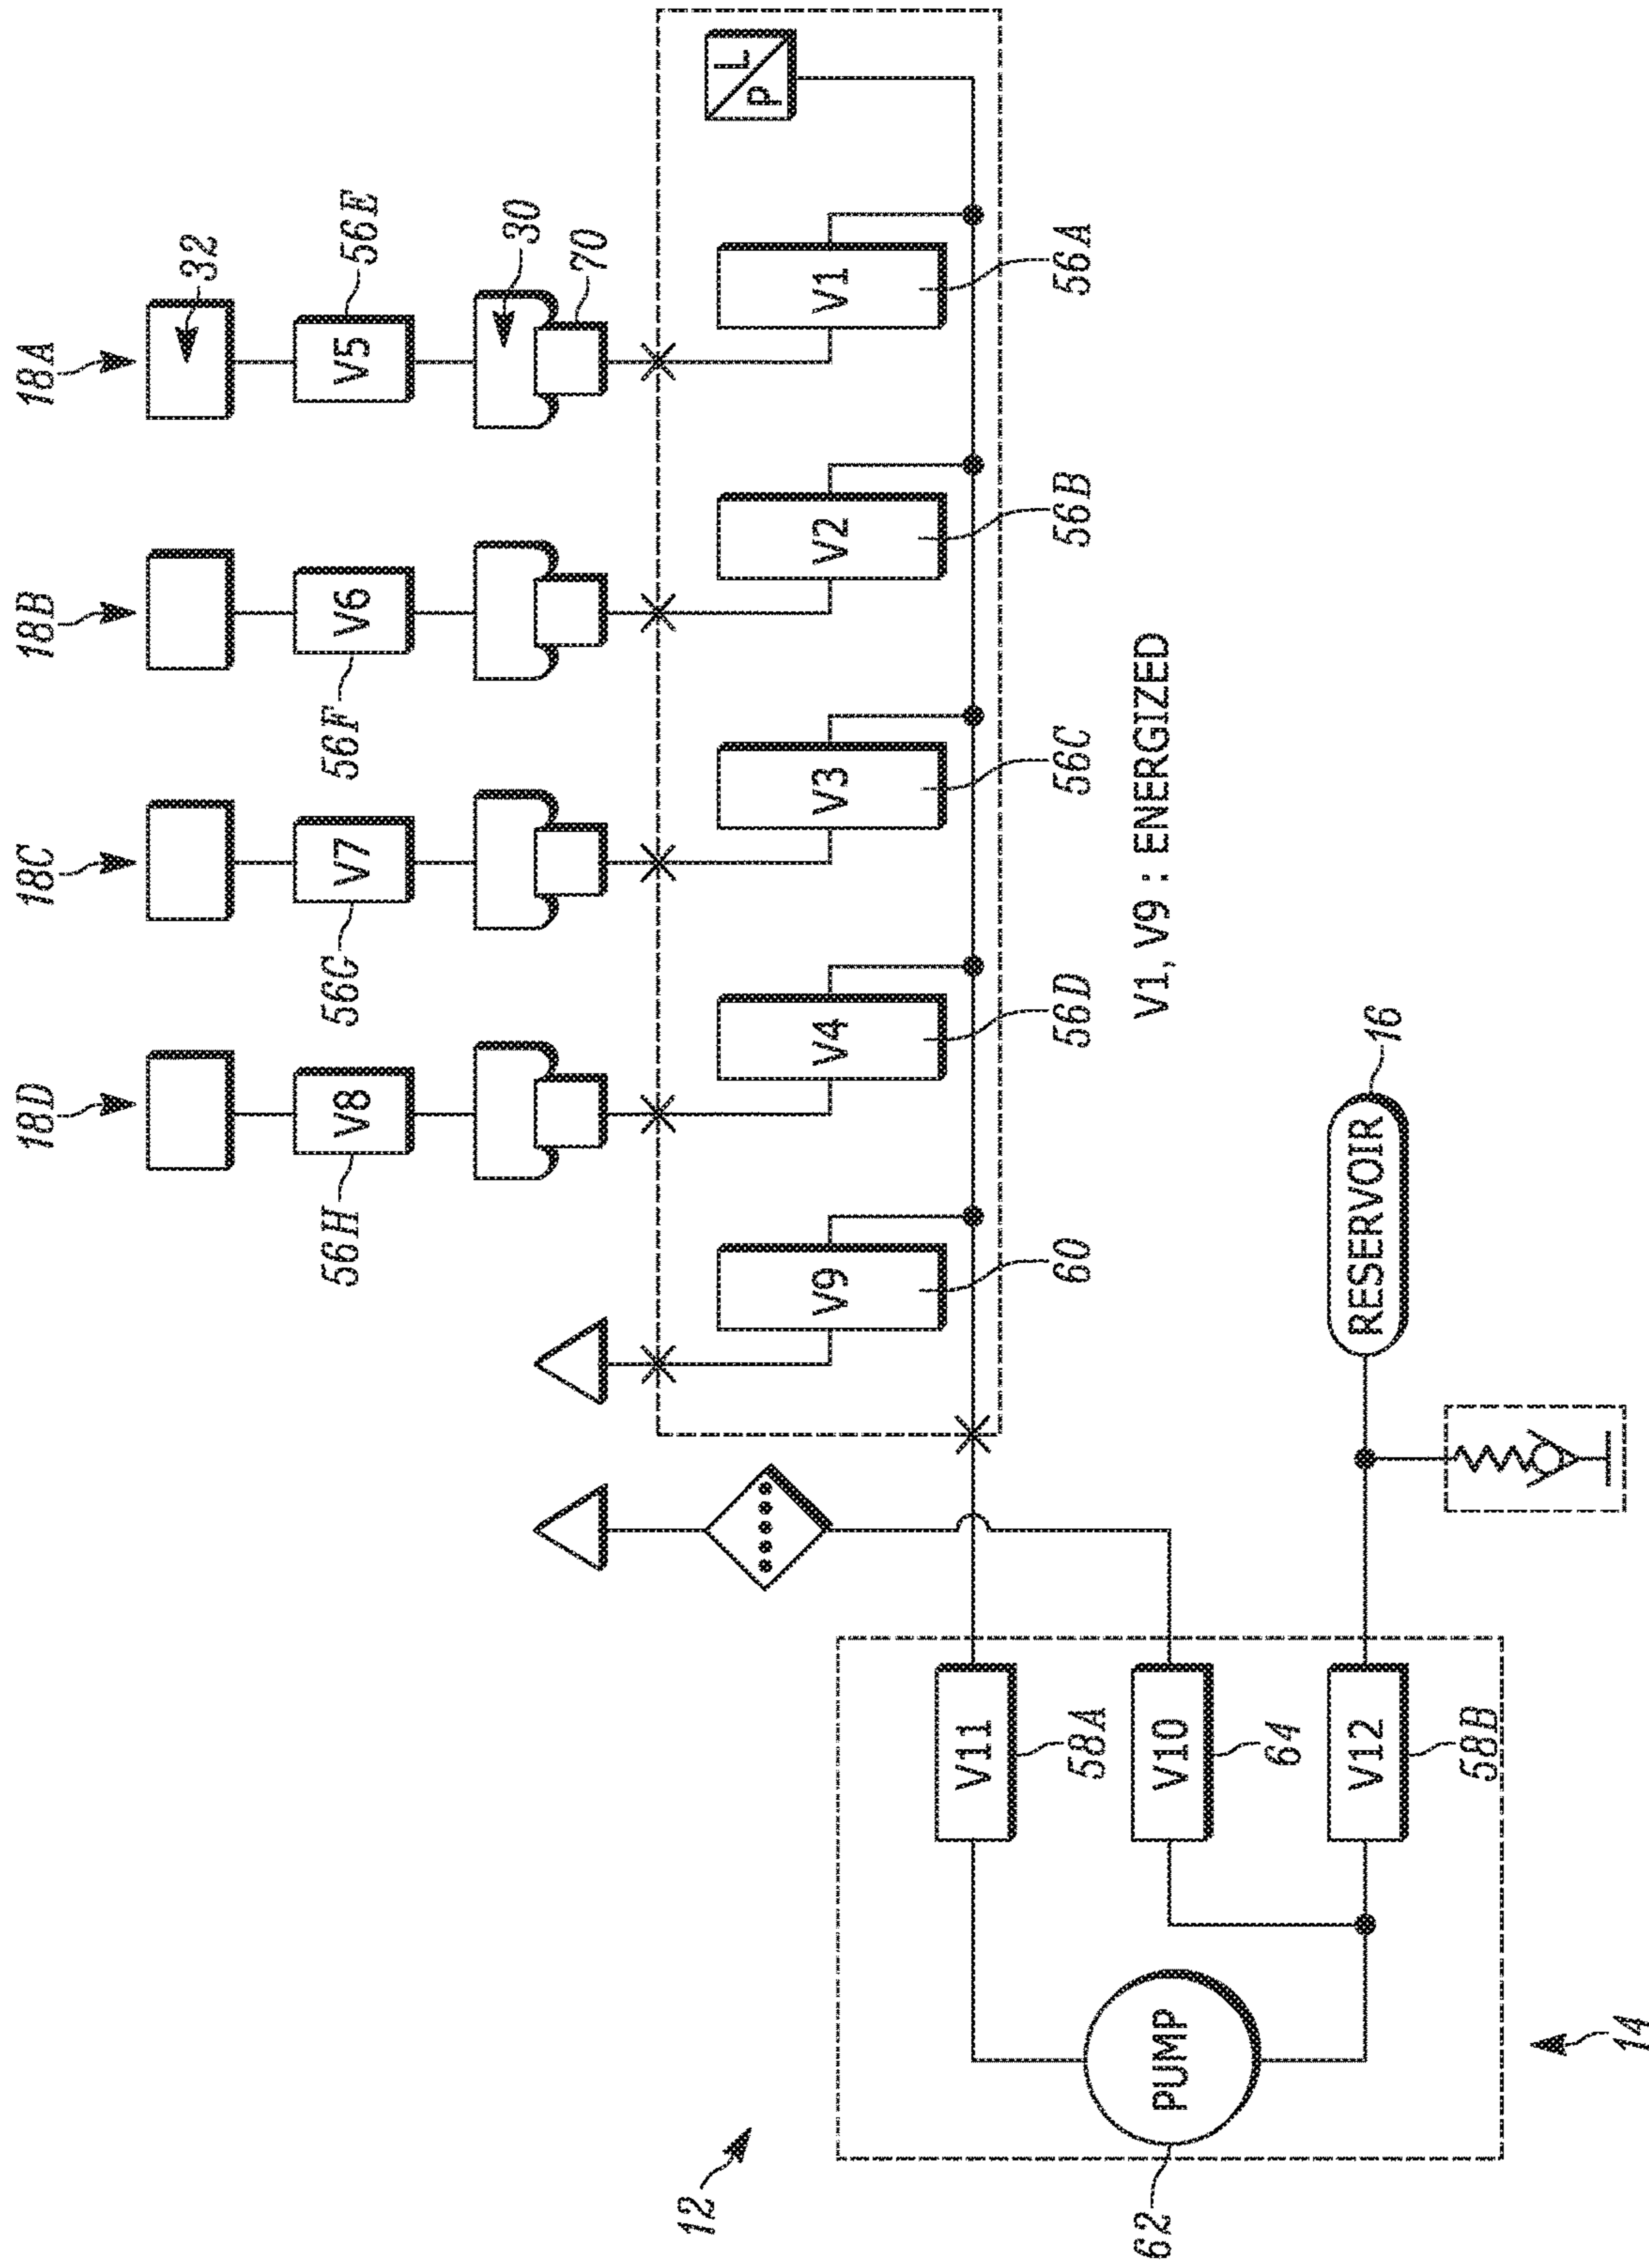 18D
18C
18B
18A
32
56H
V8
56G
V7
56F
V6
V5
56E
30
70
12
P/L
V9
V4
V3
V2
V1
V11
58A
60
56D
56C
56B
56A
62
PUMP
V10
V1, V9 : ENERGIZED
64
V12
RESERVOIR
16
58B
14